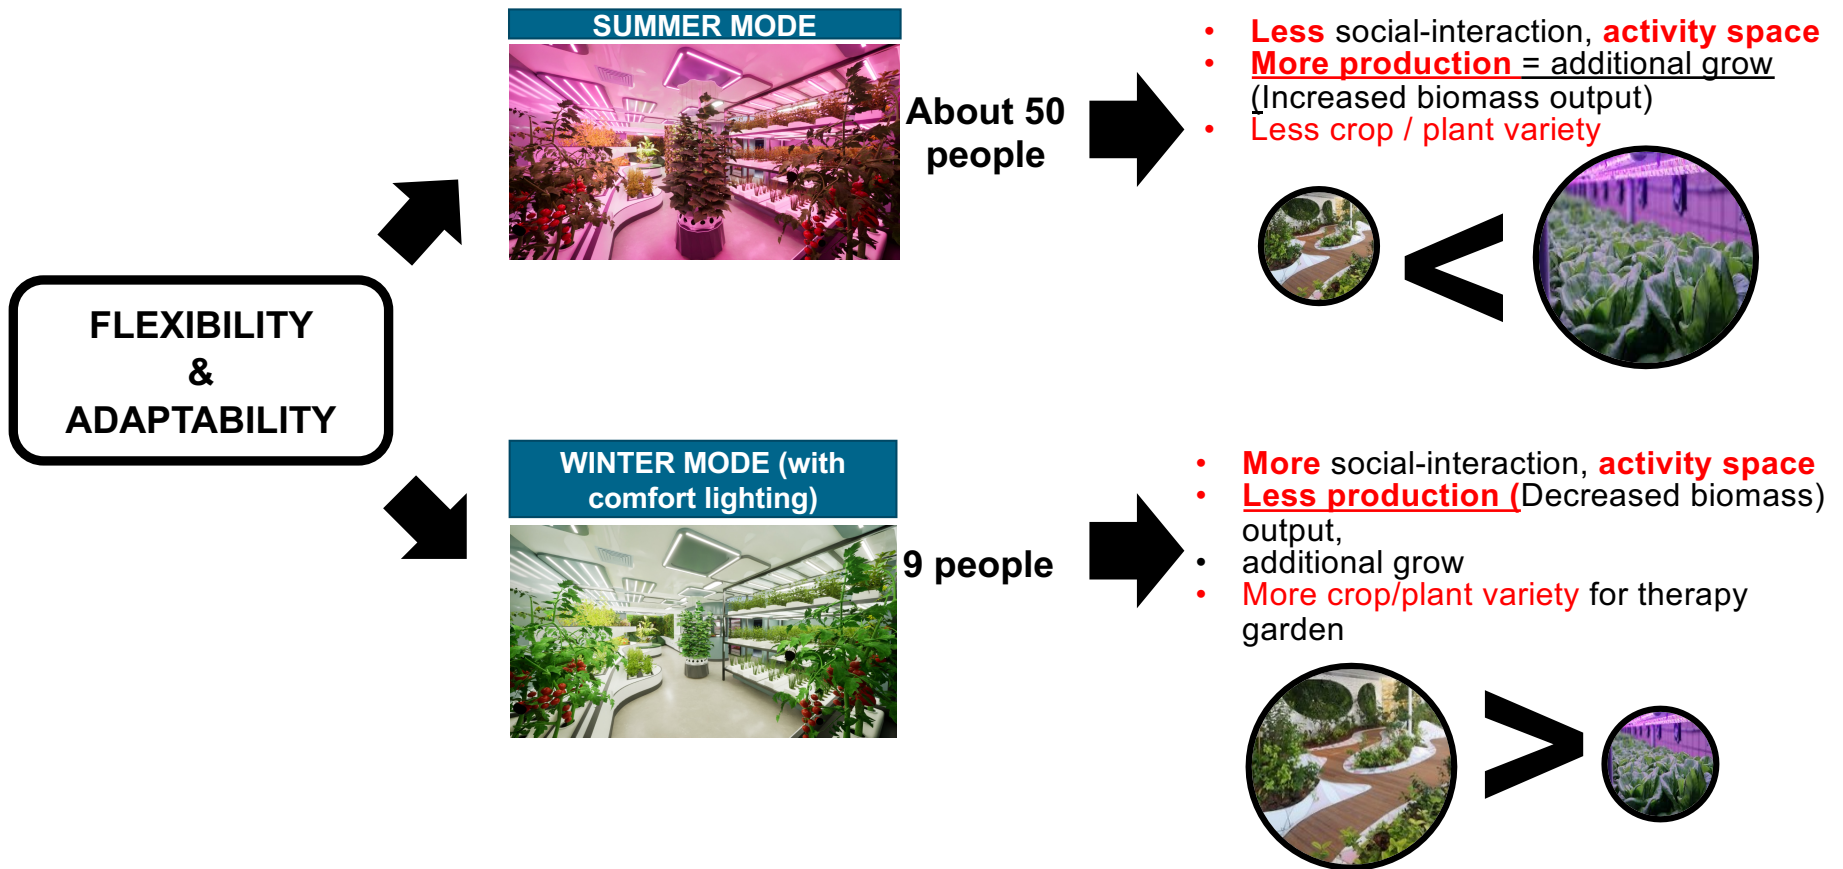 FLEXIBILITY
&
ADAPTABILITY
SUMMER MODE
About 50
people
• Less social-interaction, activity space
• More production = additional grow
(Increased biomass output)
• Less crop / plant variety
<
WINTER MODE (with
comfort lighting)
9 people
• More social-interaction, activity space
• Less production (Decreased biomass)
output,
• additional grow
• More crop/plant variety for therapy
garden
>